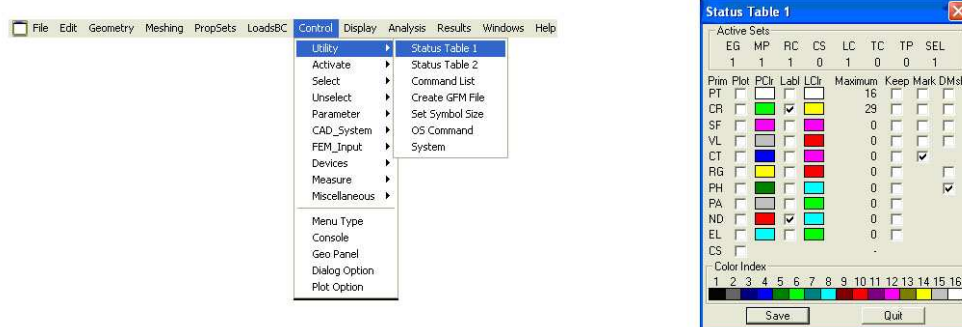 File Edit Geometry Meshing PropSets LoadsBC Control Display Analysis Results Windows Help
Utility
Activate
Select
Unselect
Parameter
CAD_System
FEM_Input
Devices
Measure
Miscellaneous
Menu Type
Console
Geo Panel
Dialog Option
Plot Option
Status Table 1
Status Table 2
Command List
Create GFM File
Set Symbol Size
OS Command
System
Status Table 1
Active Sets
EG MP RC CS LC TC TP SEL
1 1 1 0 1 0 0 1
Prim Plot PClr Labl LClr Maximum Keep Mark DMsh
PT 16
CR 29
SF 0
VL 0
CT 0
RG 0
PH 0
PA 0
ND 0
EL 0
CS -
Color Index
1 2 3 4 5 6 7 8 9 10 11 12 13 14 15 16
Save Quit